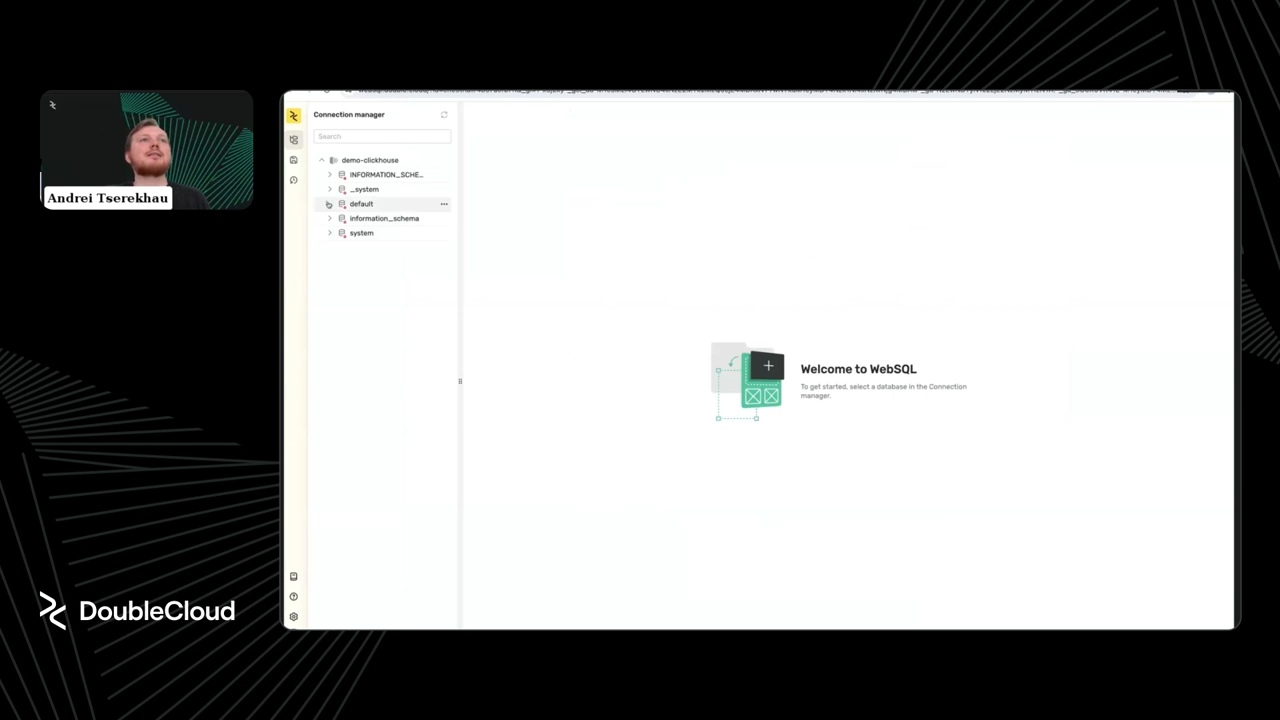 Andrei Tserekhau
DoubleCloud
Connection manager
Search
demo-clickhouse
INFORMATION_SCHE...
_system
default
information_schema
system
Welcome to WebSQL
To get started, select a database in the Connection
manager.